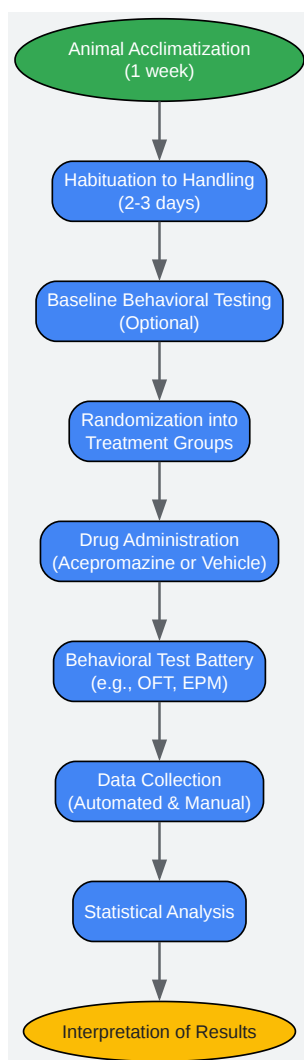 Animal Acclimatization
(1 week)
Habituation to Handling
(2-3 days)
Baseline Behavioral Testing
(Optional)
Randomization into
Treatment Groups
Drug Administration
(Acepromazine or Vehicle)
Behavioral Test Battery
(e.g., OFT, EPM)
Data Collection
(Automated & Manual)
Statistical Analysis
Interpretation of Results